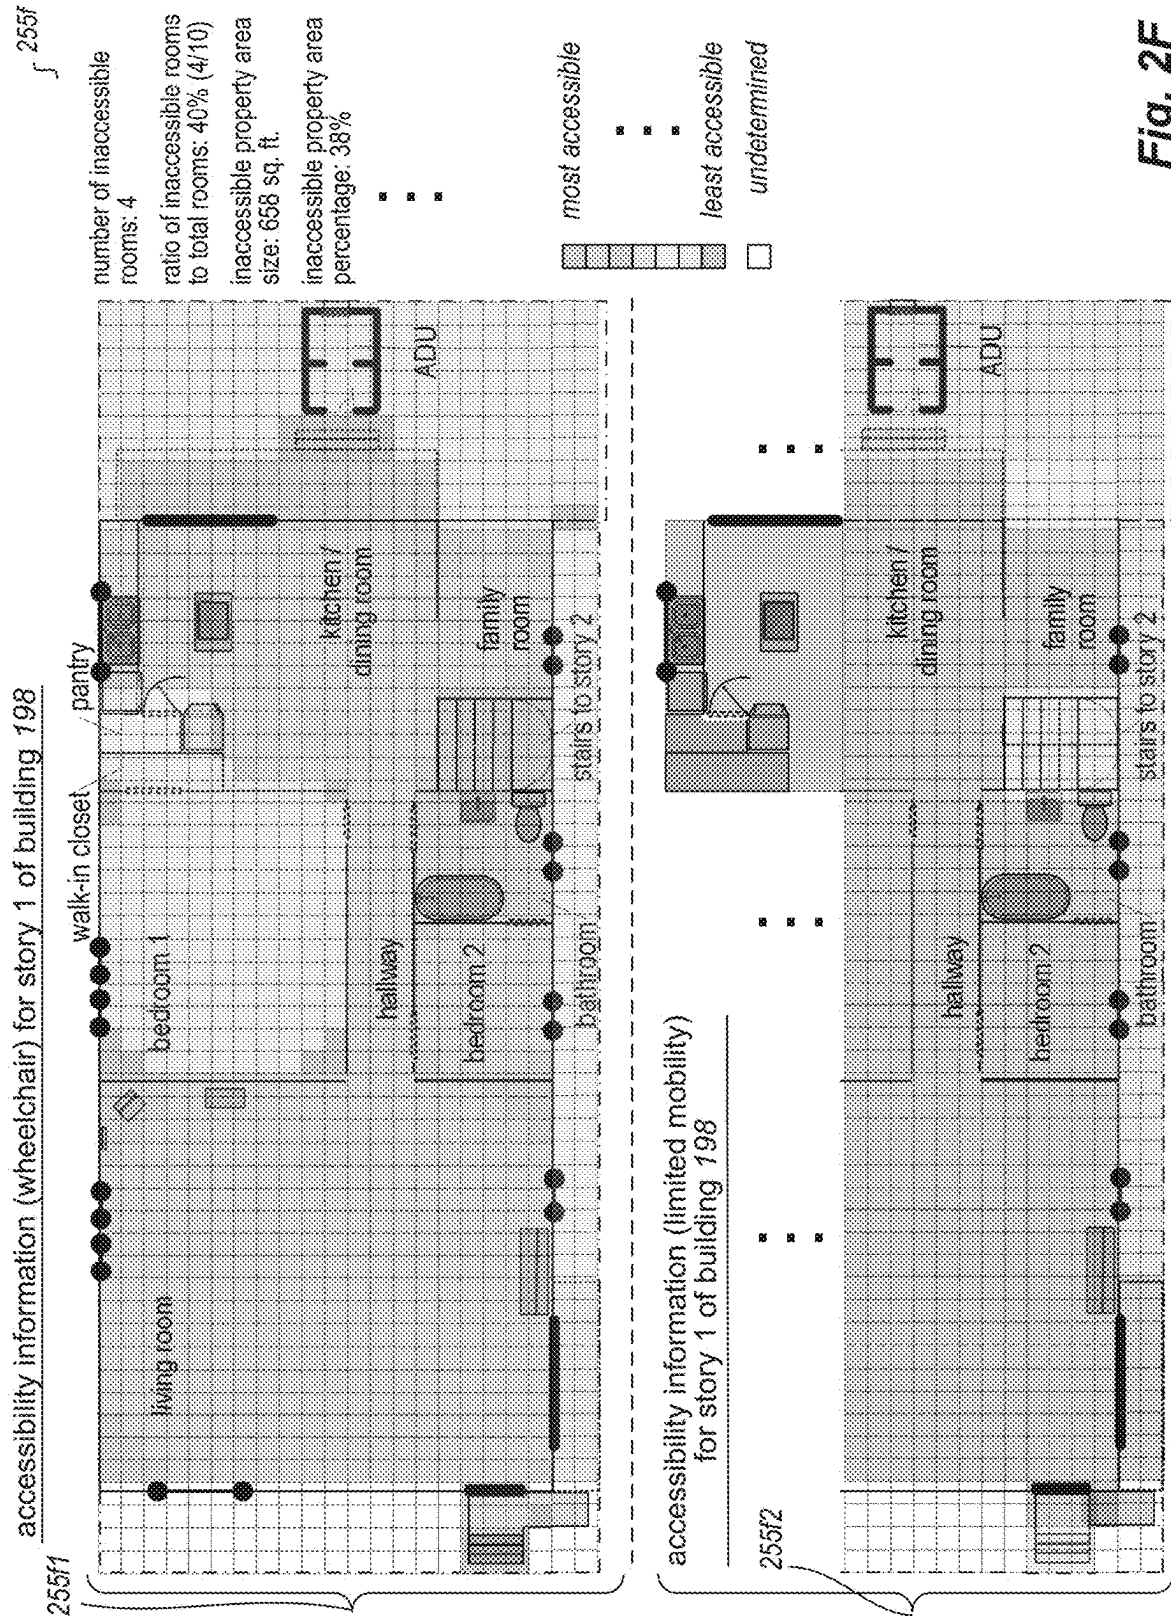 255f
accessibility information (wheelchair) for story 1 of building 198
255f1
walk-in closet
pantry
living room
bedroom 1
kitchen /
dining room
hallway
bedroom 2
family
room
bathroom
stairs to story 2
ADU
number of inaccessible
rooms: 4
ratio of inaccessible rooms
to total rooms: 40% (4/10)
inaccessible property area
size: 658 sq. ft.
inaccessible property area
percentage: 38%
most accessible
least accessible
undetermined
accessibility information (limited mobility)
for story 1 of building 198
255f2
kitchen /
dining room
hallway
bedroom 2
family
room
bathroom
stairs to story 2
ADU
Fig. 2F